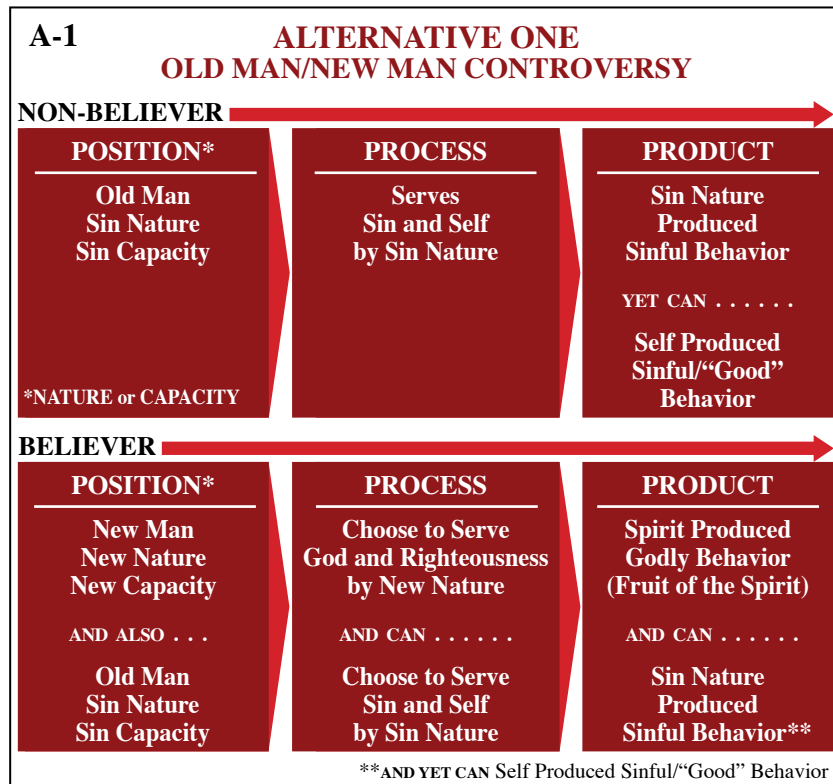 A-1
ALTERNATIVE ONE
OLD MAN/NEW MAN CONTROVERSY
NON-BELIEVER
POSITION*
Old Man
Sin Nature
Sin Capacity
*NATURE or CAPACITY
PROCESS
Serves
Sin and Self
by Sin Nature
PRODUCT
Sin Nature
Produced
Sinful Behavior
YET CAN . . . . . .
Self Produced
Sinful/“Good”
Behavior
BELIEVER
POSITION*
New Man
New Nature
New Capacity
AND ALSO . . .
Old Man
Sin Nature
Sin Capacity
PROCESS
Choose to Serve
God and Righteousness
by New Nature
AND CAN . . . . . .
Choose to Serve
Sin and Self
by Sin Nature
PRODUCT
Spirit Produced
Godly Behavior
(Fruit of the Spirit)
AND CAN . . . . . .
Sin Nature
Produced
Sinful Behavior**
**AND YET CAN Self Produced Sinful/“Good” Behavior